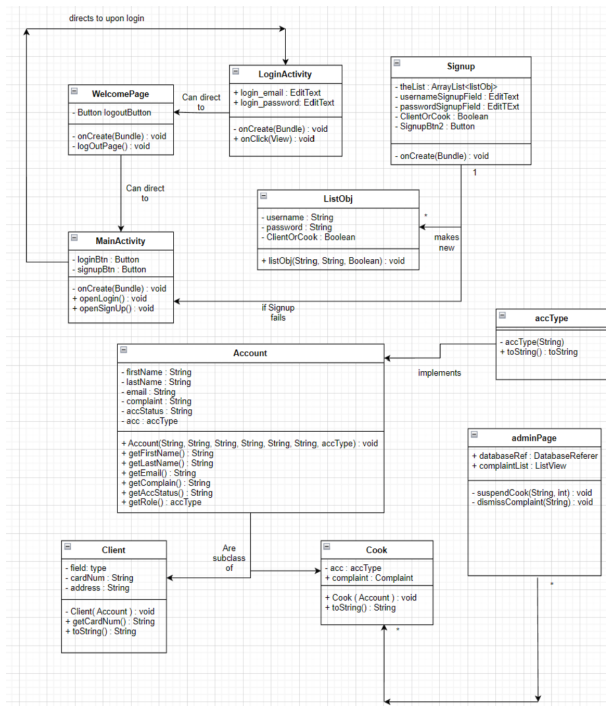 directs to upon login
LoginActivity
+ login_email : EditText
+ login_password: EditText
- onCreate(Bundle) : void
+ onClick(View) : void
Signup
- theList : ArrayList<listObj>
- usernameSignupField : EditText
- passwordSignupField : EditTExt
- ClientOrCook : Boolean
- SignupBtn2 : Button
- onCreate(Bundle) : void
1
WelcomePage
- Button logoutButton
- onCreate(Bundle) : void
- logOutPage() : void
Can direct
to
Can direct
to
ListObj
- username : String
- password : String
- ClientOrCook : Boolean
+ listObj(String, String, Boolean) : void
*
makes
new
MainActivity
- loginBtn : Button
- signupBtn : Button
- onCreate(Bundle) : void
+ openLogin() : void
+ openSignUp() : void
if Signup
fails
accType
- accType(String)
+ toString() : toString
implements
Account
- firstName : String
- lastName : String
- email : String
- complaint : String
- accStatus : String
- acc : accType
+ Account(String, String, String, String, String, String, accType) : void
+ getFirstName() : String
+ getLastName() : String
+ getEmail() : String
+ getComplain() : String
+ getAccStatus() : String
+ getRole() : accType
adminPage
+ databaseRef : DatabaseReferer
+ complaintList : ListView
- suspendCook(String, int) : void
- dismissComplaint(String) : void
*
Are
subclass
of
Client
- field: type
- cardNum : String
- address : String
- Client( Account ) : void
+ getCardNum() : String
+ toString() : String
Cook
- acc : accType
+ complaint : Complaint
+ Cook ( Account ) : void
+ toString() : String
*